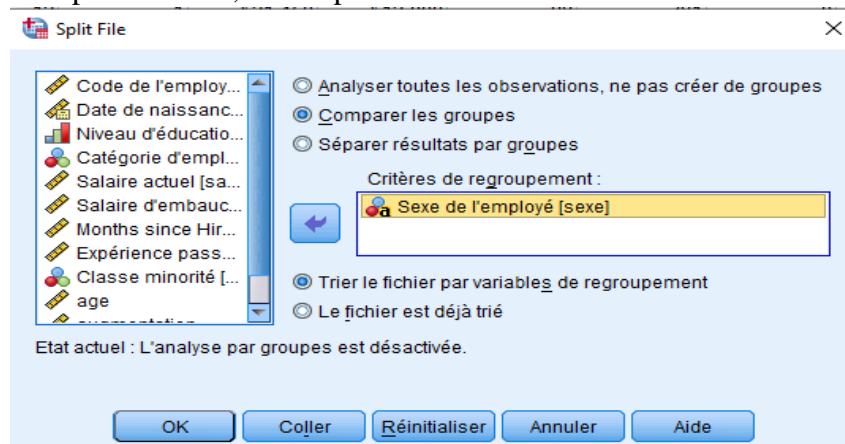 Split File
Code de l'employ...
Date de naissanc...
Niveau d'éducatio...
Catégorie d'empl...
Salaire actuel [sa...
Salaire d'embauc...
Months since Hir...
Expérience pass...
Classe minorité [...
age
Analyser toutes les observations, ne pas créer de groupes
Comparer les groupes
Séparer résultats par groupes
Critères de regroupement :
Sexe de l'employé [sexe]
Trier le fichier par variables de regroupement
Le fichier est déjà trié
Etat actuel : L'analyse par groupes est désactivée.
OK
Coller
Réinitialiser
Annuler
Aide